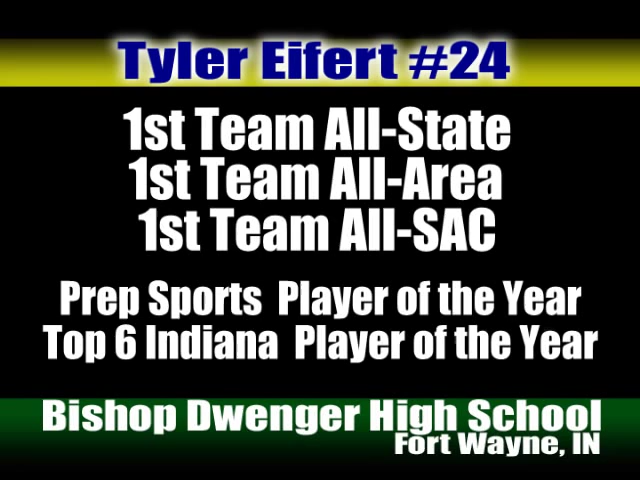 Tyler Eifert #24
1st Team All-State
1st Team All-Area
1st Team All-SAC
Prep Sports Player of the Year
Top 6 Indiana Player of the Year
Bishop Dwenger High School
Fort Wayne, IN